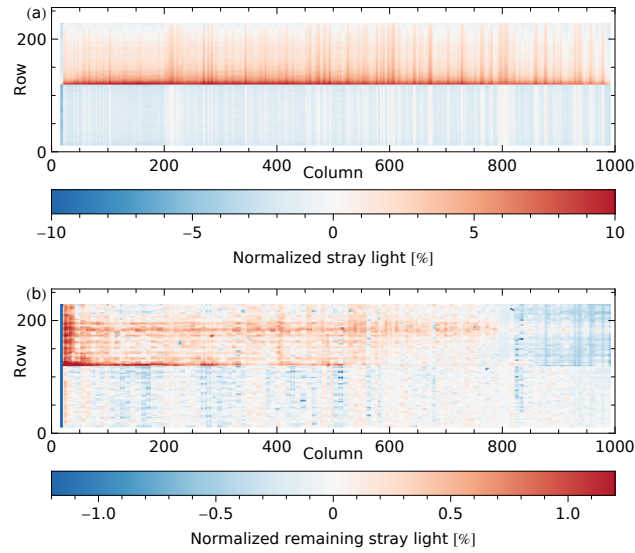 (a)
200
Row
0
0 200 400 600 800 1000
Column
−10 −5 0 5 10
Normalized stray light [%]
(b)
200
Row
0
0 200 400 600 800 1000
Column
−1.0 −0.5 0 0.5 1.0
Normalized remaining stray light [%]